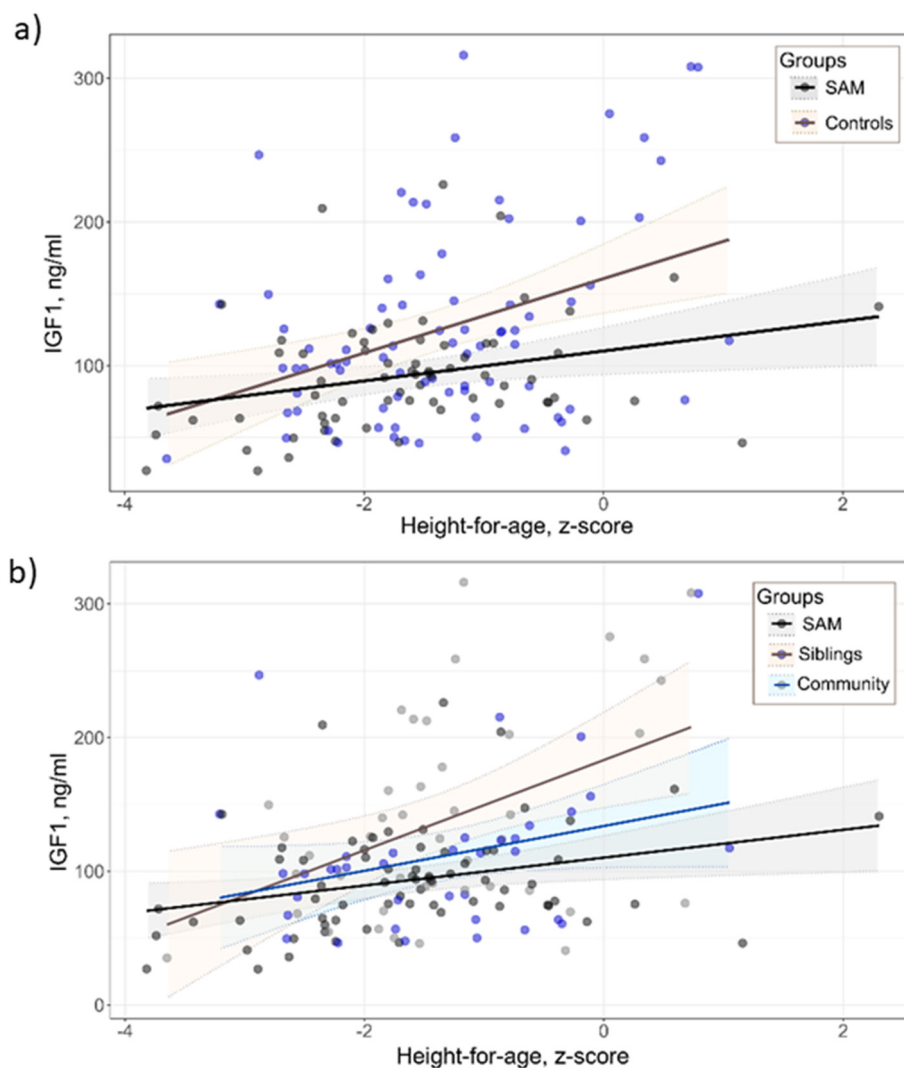 a)
300
200
100
IGF1, ng/ml
-4
-2
0
2
Height-for-age, z-score
Groups
SAM
Controls
b)
300
200
100
0
IGF1, ng/ml
-4
-2
0
2
Height-for-age, z-score
Groups
SAM
Siblings
Community